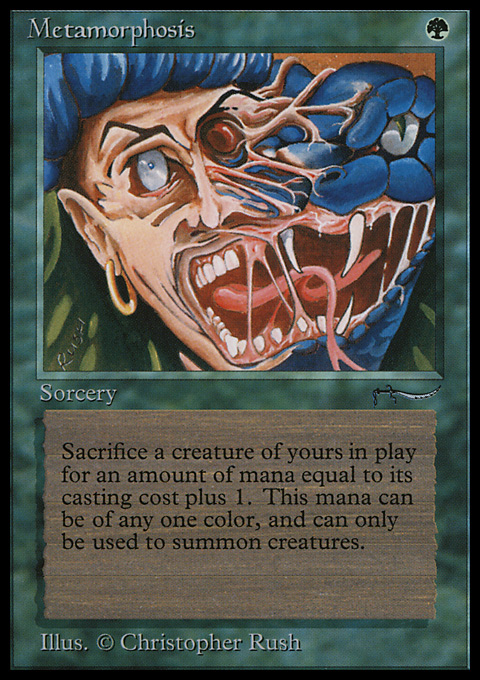 Metamorphosis
RUSH
Sorcery
Sacrifice a creature of yours in play
for an amount of mana equal to its
casting cost plus 1. This mana can
be of any one color, and can only
be used to summon creatures.
Illus. © Christopher Rush